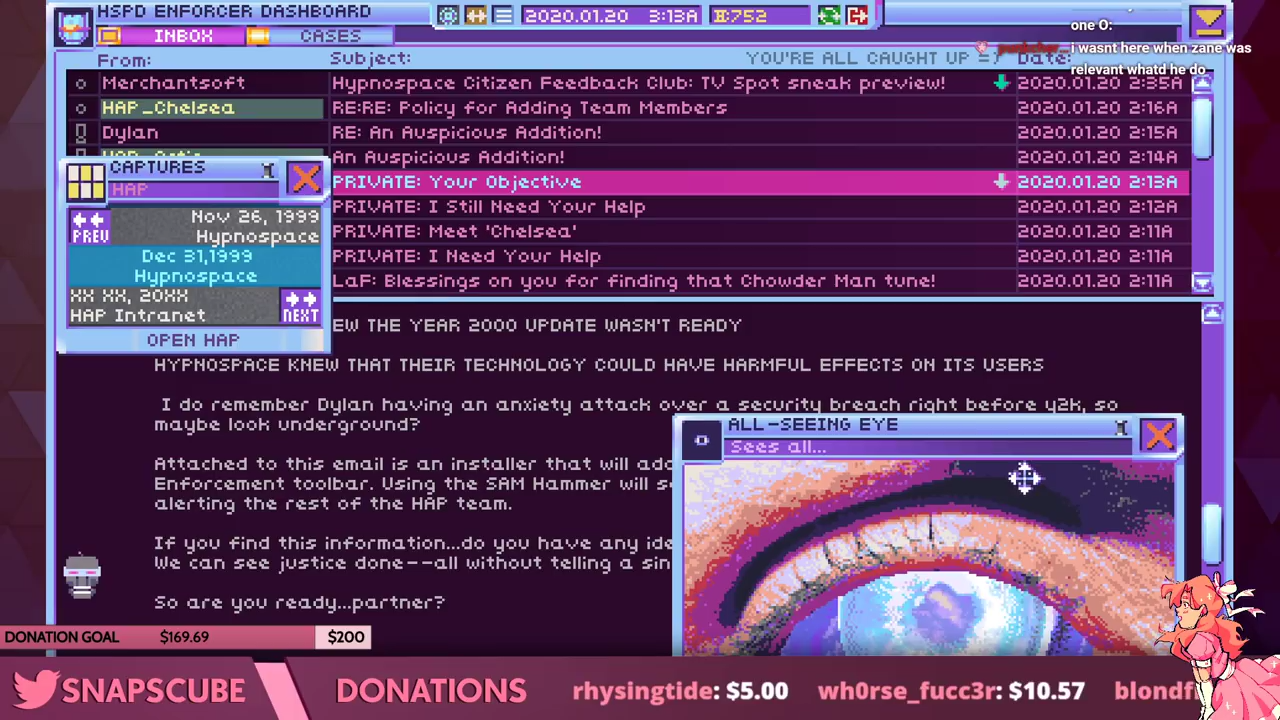 HSPD ENFORCER DASHBOARD
2020.01.20 3:13A
752
INBOX
CASES
one O:
i wasnt here when zane was
relevant whatd he do
From:
Subject:
YOU'RE ALL CAUGHT UP =)
Date:
Merchantsoft Hypnospace Citizen Feedback Club: TV Spot sneak preview! 2020.01.20 2:35A
HAP_Chelsea RE:RE: Policy for Adding Team Members 2020.01.20 2:16A
Dylan RE: An Auspicious Addition! 2020.01.20 2:15A
An Auspicious Addition! 2020.01.20 2:14A
PRIVATE: Your Objective 2020.01.20 2:13A
PRIVATE: I Still Need Your Help 2020.01.20 2:12A
PRIVATE: Meet 'Chelsea' 2020.01.20 2:11A
PRIVATE: I Need Your Help 2020.01.20 2:11A
LaF: Blessings on you for finding that Chowder Man tune! 2020.01.20 2:11A
CAPTURES
HAP
PREV
Nov 26, 1999
Hypnospace
Dec 31,1999
Hypnospace
XX XX, 20XX
HAP Intranet
NEXT
OPEN HAP
EW THE YEAR 2000 UPDATE WASN'T READY
HYPNOSPACE KNEW THAT THEIR TECHNOLOGY COULD HAVE HARMFUL EFFECTS ON ITS USERS
I do remember Dylan having an anxiety attack over a security breach right before y2k, so
maybe look underground?
Attached to this email is an installer that will ad
Enforcement toolbar. Using the SAM Hammer will s
alerting the rest of the HAP team.
If you find this information...do you have any ide
We can see justice done--all without telling a sin
So are you ready...partner?
ALL-SEEING EYE
Sees all...
DONATION GOAL $169.69 $200
SNAPSCUBE
DONATIONS
rhysingtide: $5.00 wh0rse_fucc3r: $10.57 blondf